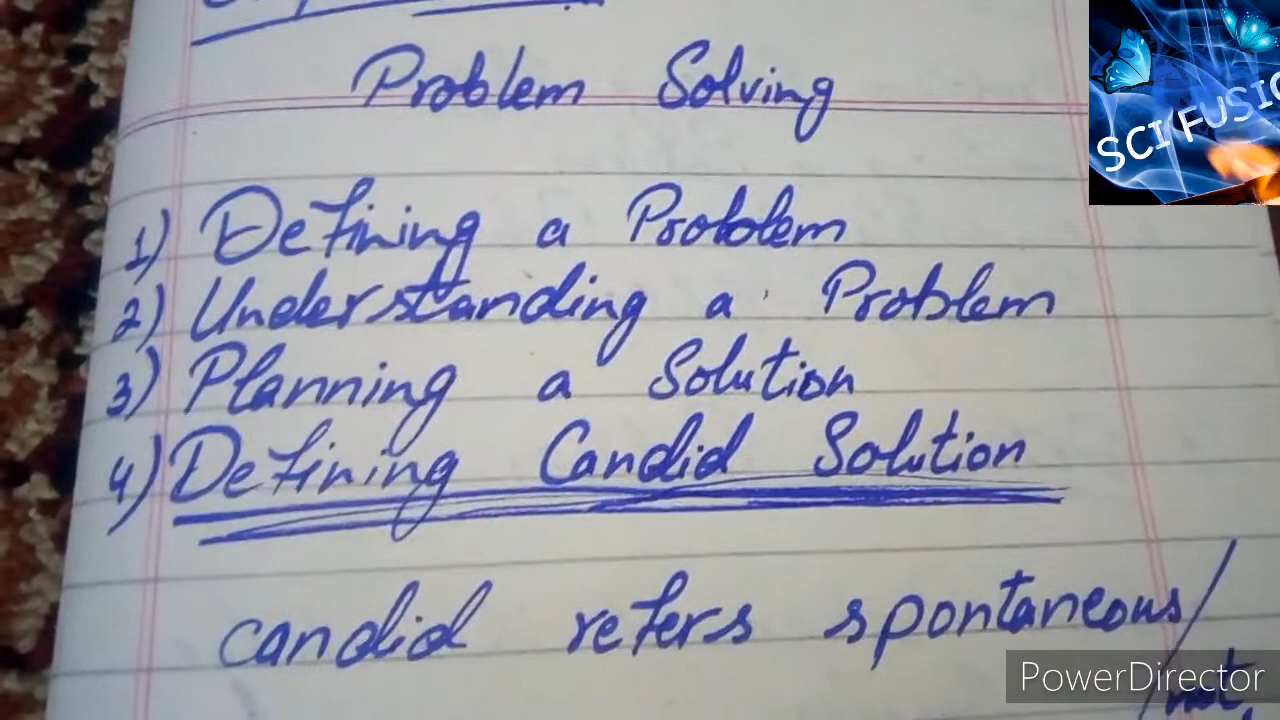 Problem Solving
SCI FUSIO
1) Defining a Problem
2) Understanding a Problem
3) Planning a Solution
4) Defining Candid Solution
candid refers spontaneous/
/not
PowerDirector